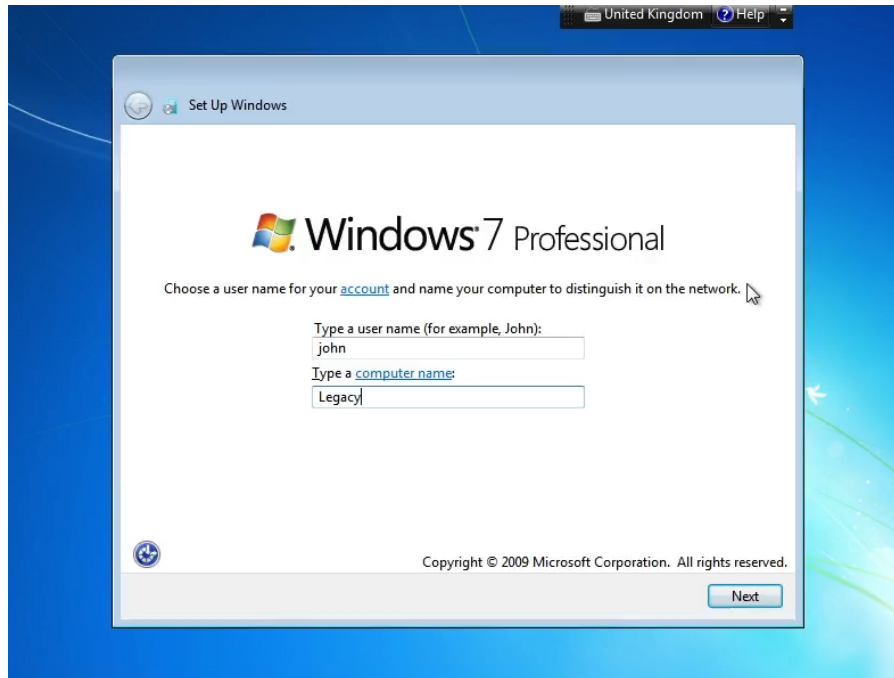 United Kingdom Help
Set Up Windows
Windows 7 Professional
Choose a user name for your account and name your computer to distinguish it on the network.
Type a user name (for example, John):
john
Type a computer name:
Legacy
Copyright © 2009 Microsoft Corporation. All rights reserved.
Next